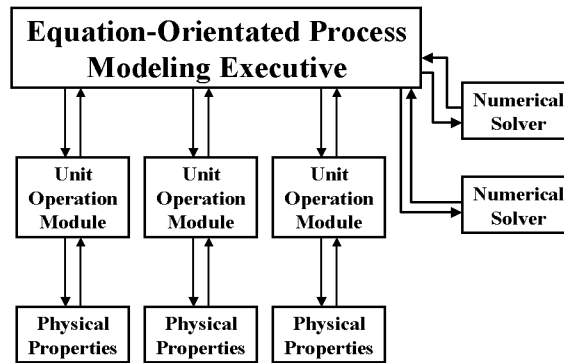 Equation-Orientated Process
Modeling Executive
Numerical
Solver
Unit
Operation
Module
Unit
Operation
Module
Unit
Operation
Module
Numerical
Solver
Physical
Properties
Physical
Properties
Physical
Properties